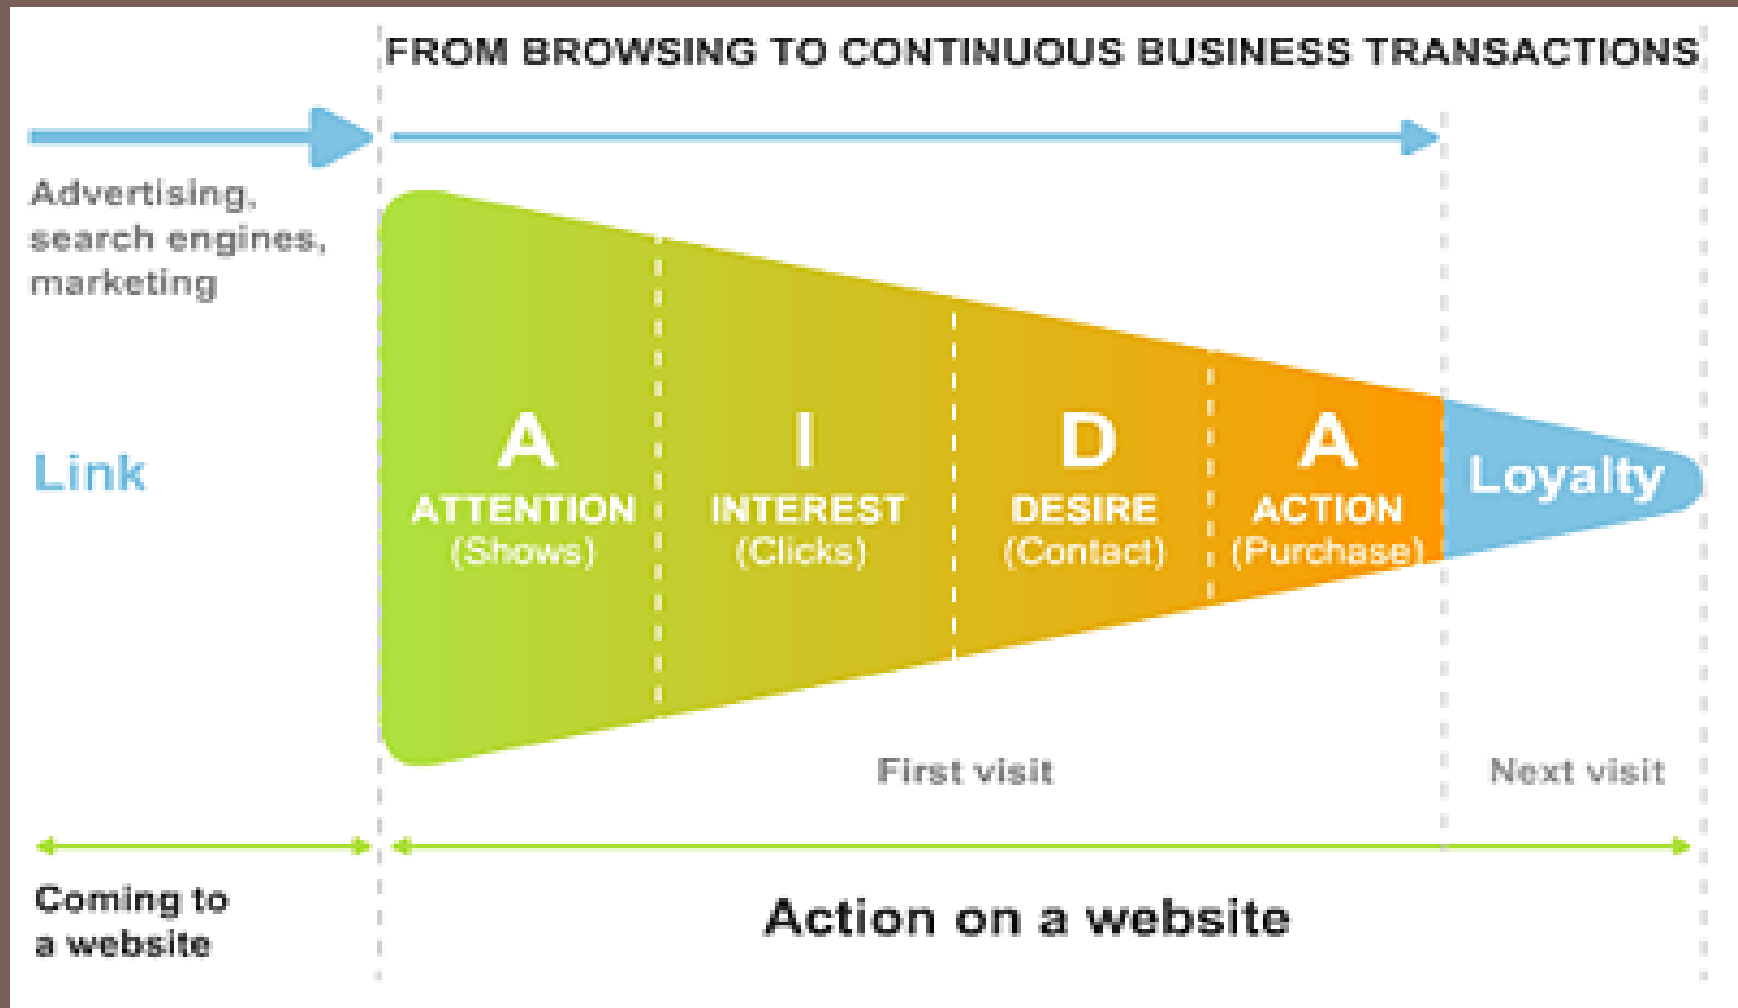 FROM BROWSING TO CONTINUOUS BUSINESS TRANSACTIONS
Advertising,
search engines,
marketing
Link
A
ATTENTION
(Shows)
I
INTEREST
(Clicks)
D
DESIRE
(Contact)
A
ACTION
(Purchase)
Loyalty
First visit
Next visit
Coming to
a website
Action on a website